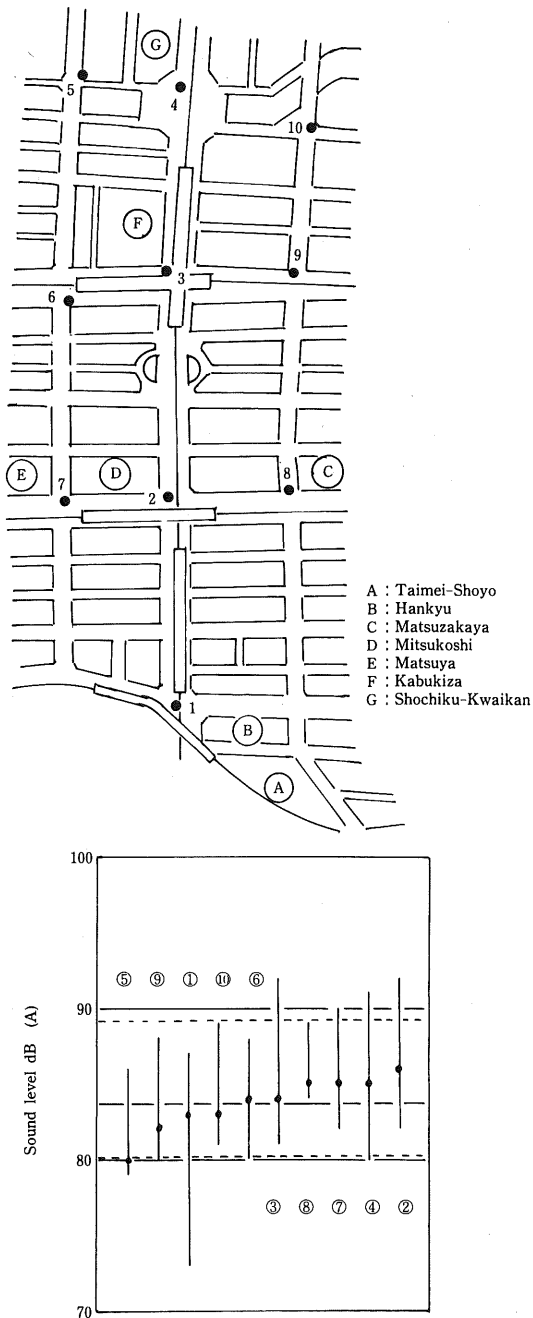 G
5
4
10
F
3
9
6
E
D
C
7
2
8
1
B
A
A : Taimei-Shoyo
B : Hankyu
C : Matsuzakaya
D : Mitsukoshi
E : Matsuya
F : Kabukiza
G : Shochiku-Kwaikan
100
⑤ ⑨ ① ⑩ ⑥
90
Sound level dB (A)
80
③ ⑧ ⑦ ④ ②
70